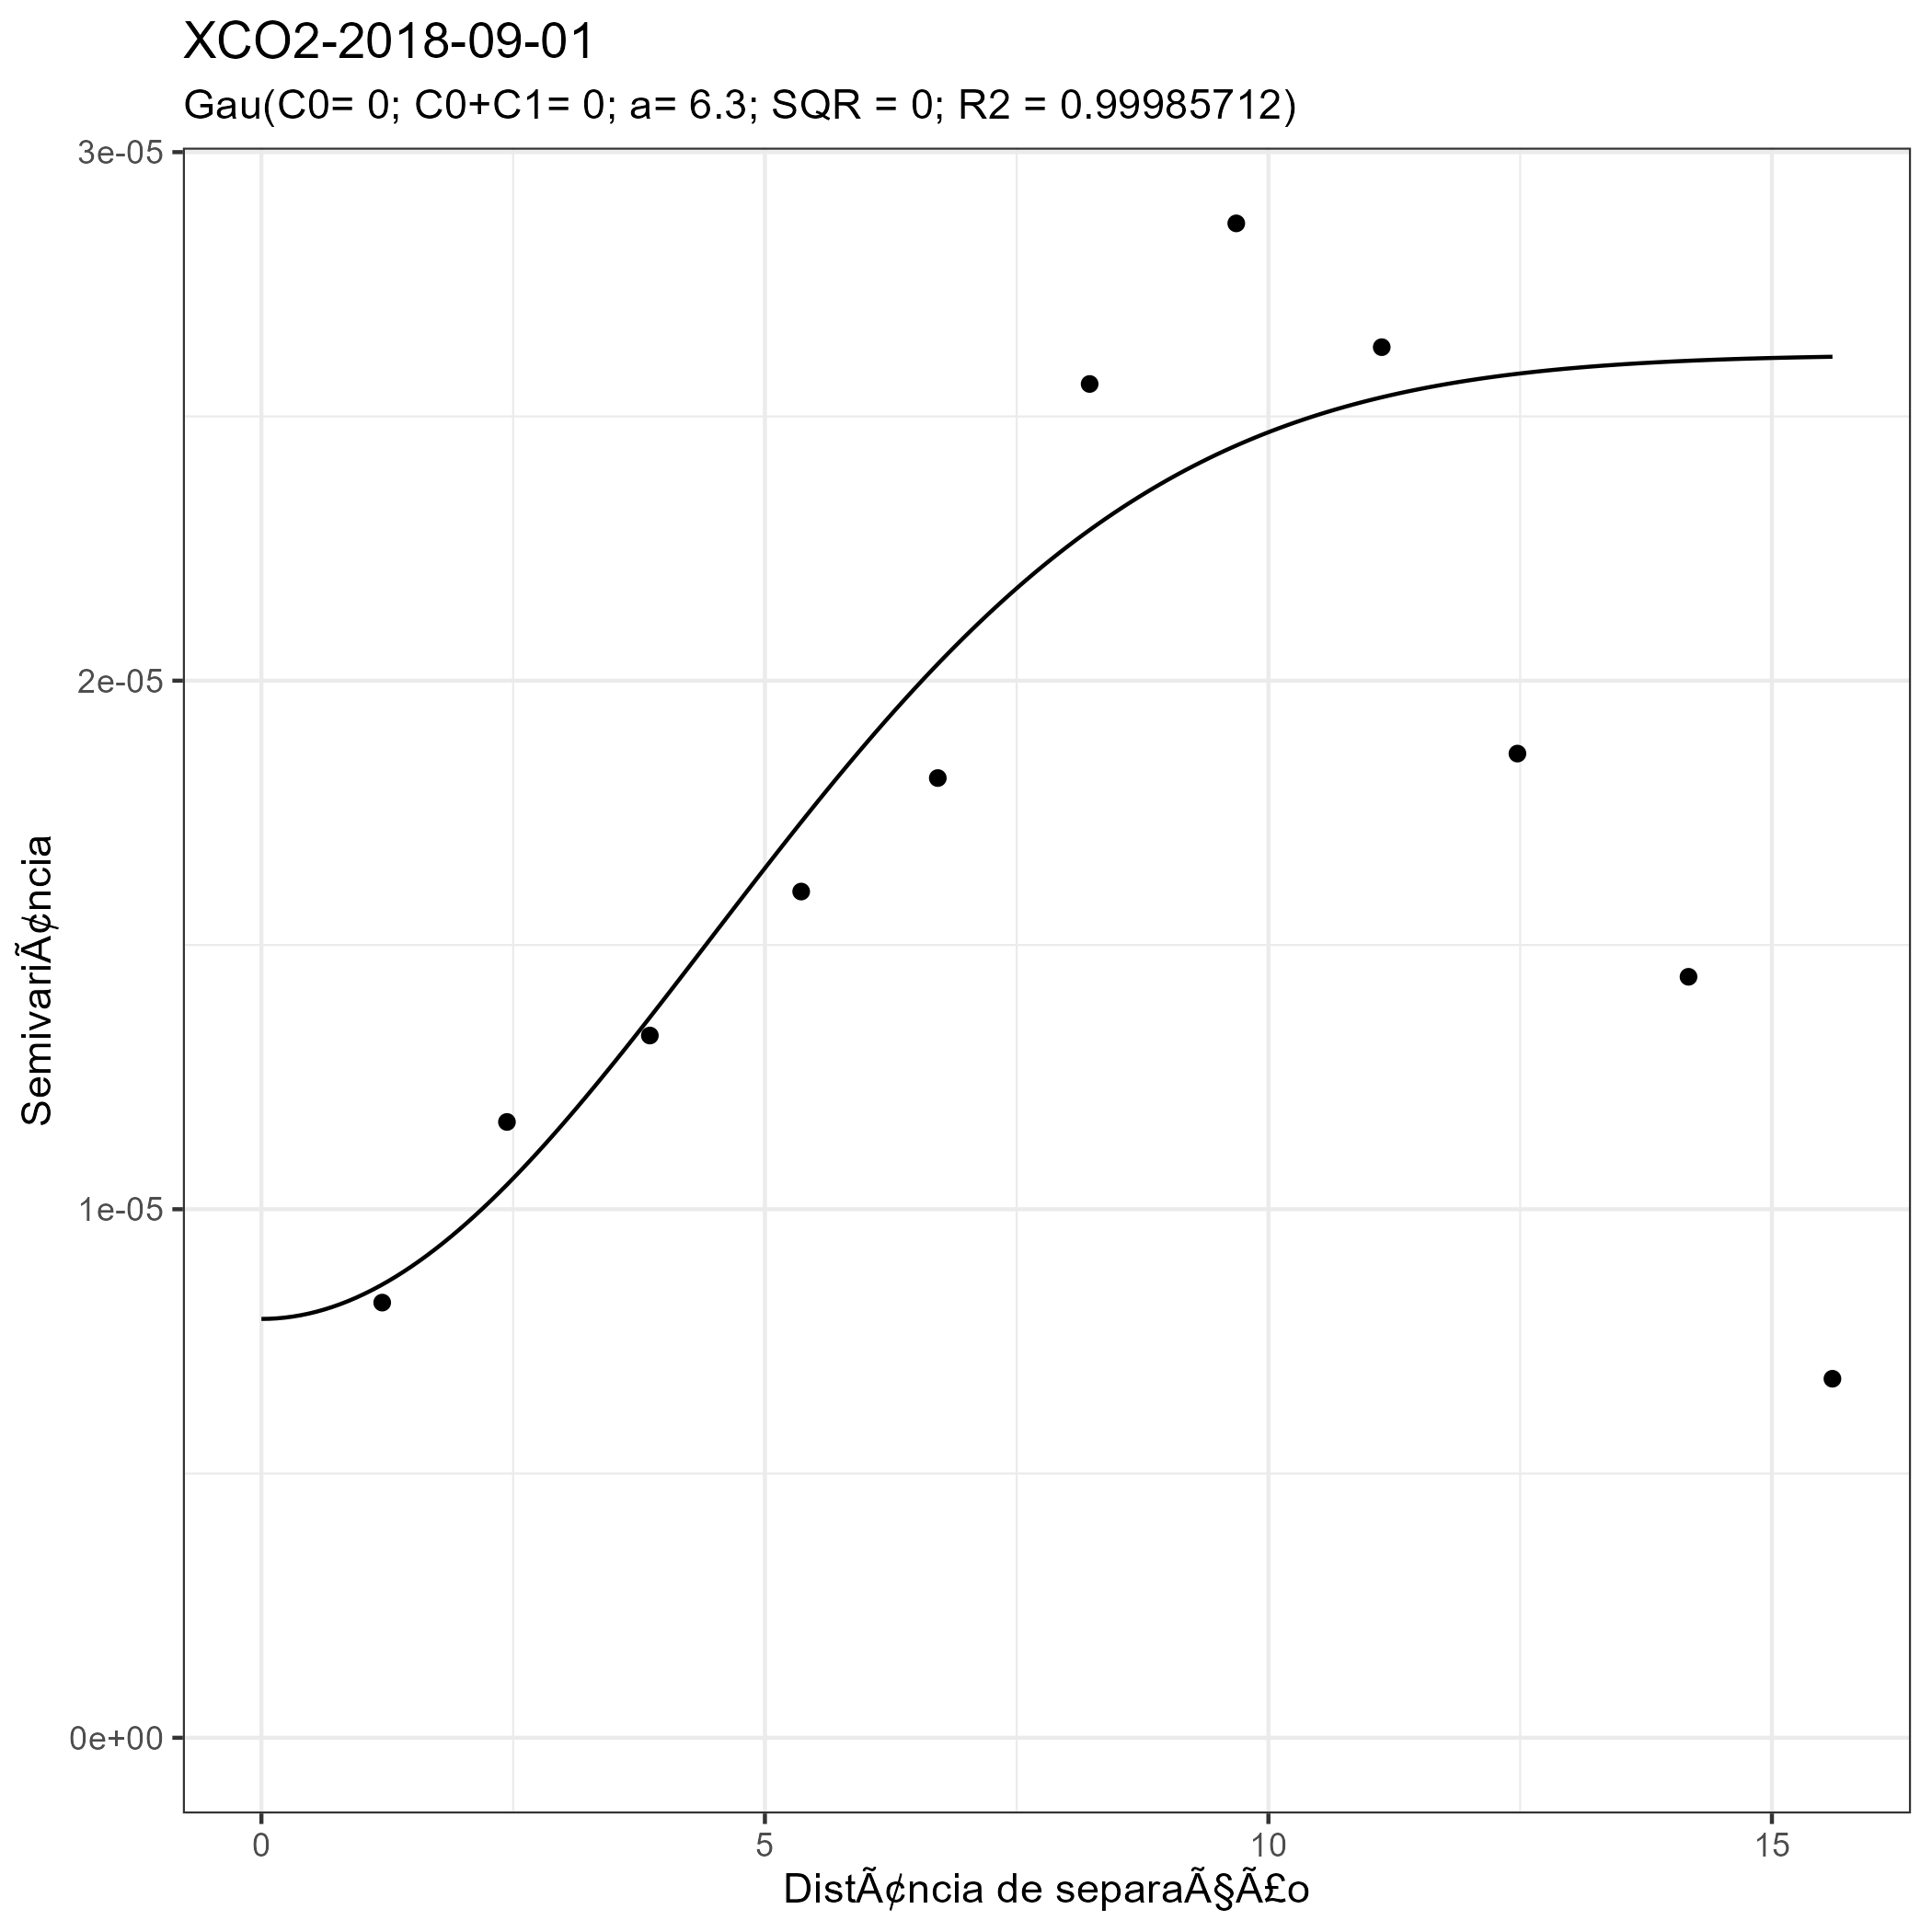 XCO2-2018-09-01
Gau(C0= 0; C0+C1= 0; a= 6.3; SQR = 0; R2 = 0.99985712)
3e-05
2e-05
1e-05
0e+00
SemivariÃ¢ncia
0 5 10 15
DistÃ¢ncia de separaÃ§Ã£o